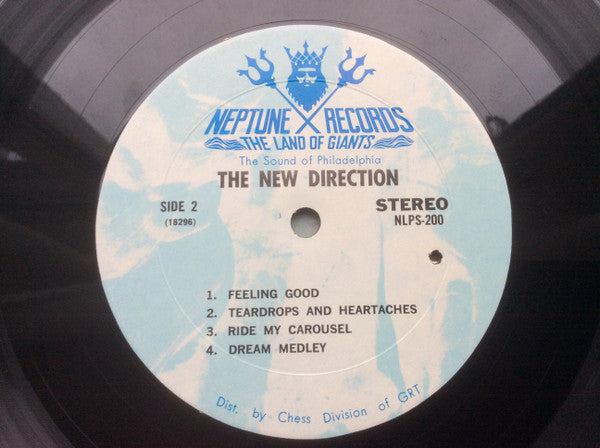 NEPTUNE RECORDS
THE LAND OF GIANTS
The Sound of Philadelphia
THE NEW DIRECTION
SIDE 2
(18296)
STEREO
NLPS-200
1. FEELING GOOD
2. TEARDROPS AND HEARTACHES
3. RIDE MY CAROUSEL
4. DREAM MEDLEY
Dist. by Chess Division of GRT